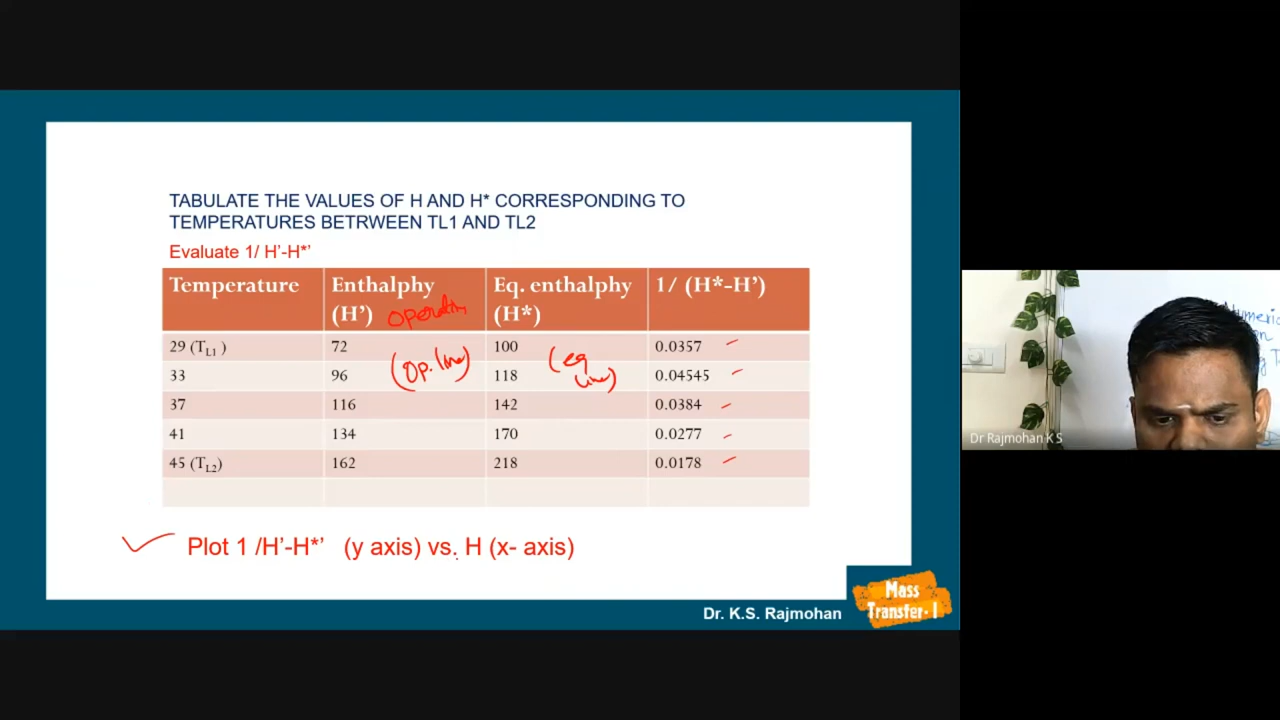 TABULATE THE VALUES OF H AND H* CORRESPONDING TO
TEMPERATURES BETRWEEN TL1 AND TL2
Evaluate 1/ H’-H*’
Temperature Enthalphy (H’) Eq. enthalphy (H*) 1/ (H*-H’)
operating
29 (TL1 ) 72 100 0.0357
(op. line) (eq line)
33 96 118 0.04545
37 116 142 0.0384
41 134 170 0.0277
45 (TL2) 162 218 0.0178
Plot 1 /H’-H*’ (y axis) vs. H (x- axis)
Mass
Transfer- I
Dr. K.S. Rajmohan
Dr Rajmohan K S